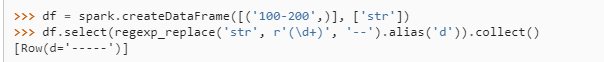 >>> df = spark.createDataFrame([('100-200',)], ['str'])
>>> df.select(regexp_replace('str', r'(\d+)', '--').alias('d')).collect()
[Row(d='-----')]